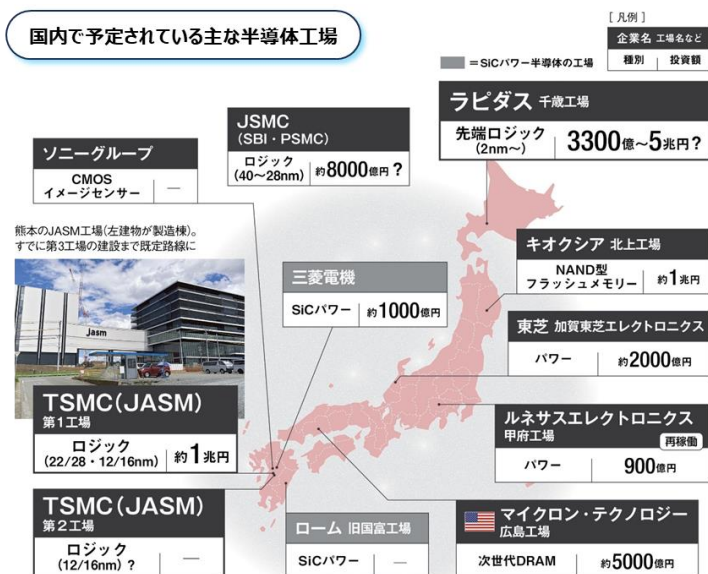 国内で予定されている主な半導体工場
[ 凡例 ]
企業名 工場名など
種別 投資額
=SiCパワー半導体の工場
ラピダス 千歳工場
先端ロジック
(2nm〜)
3300億〜5兆円?
JSMC
(SBI・PSMC)
ロジック
(40〜28nm)
約8000億円?
ソニーグループ
CMOS
イメージセンサー
—
熊本のJASM工場(左建物が製造棟)。
すでに第3工場の建設まで既定路線に
Jasm
キオクシア 北上工場
NAND型
フラッシュメモリー
約1兆円
三菱電機
SiCパワー
約1000億円
東芝 加賀東芝エレクトロニクス
パワー
約2000億円
TSMC(JASM)
第1工場
ロジック
(22/28・12/16nm)
約1兆円
ルネサスエレクトロニクス
甲府工場
再稼働
パワー
900億円
TSMC(JASM)
第2工場
ロジック
(12/16nm)?
—
ローム 旧国富工場
SiCパワー
—
マイクロン・テクノロジー
広島工場
次世代DRAM
約5000億円